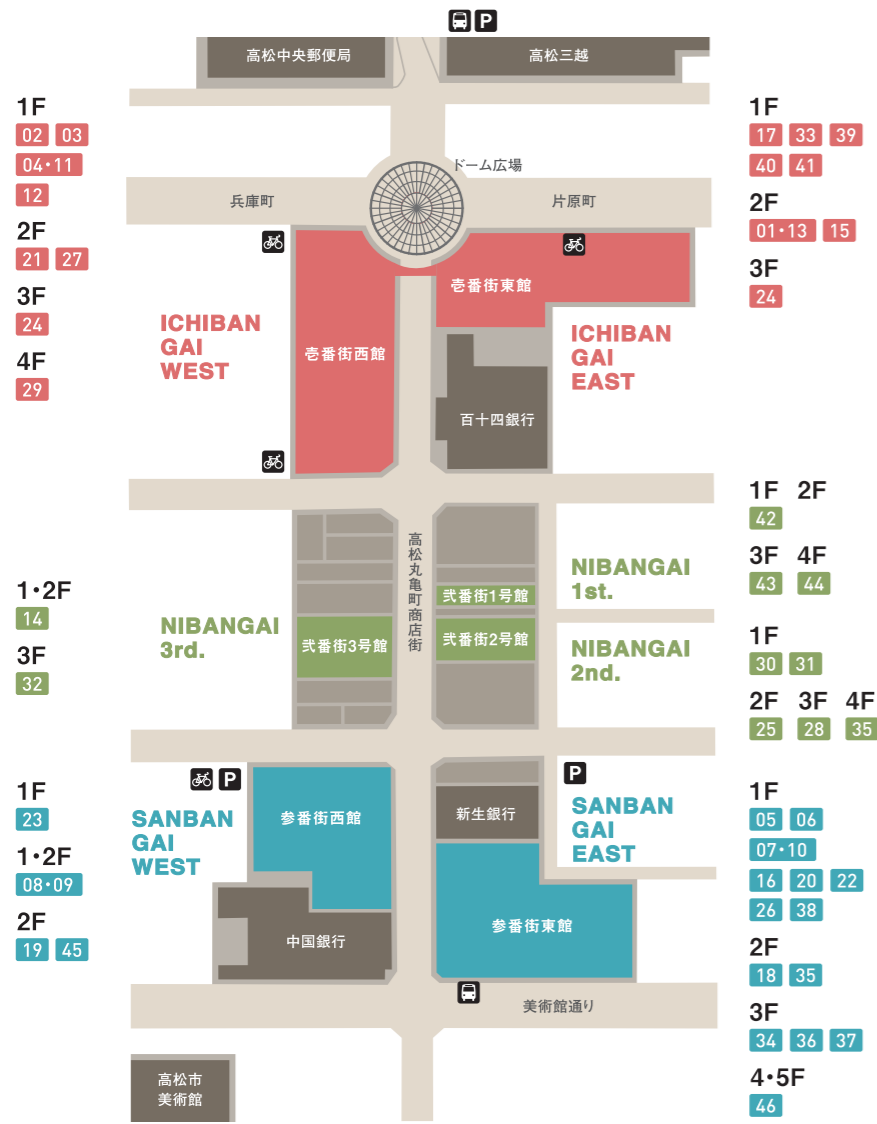 P
高松中央郵便局
高松三越
1F
02 03
04・11
12
2F
21 27
3F
24
4F
29
1F
17 33 39
40 41
2F
01・13 15
3F
24
ドーム広場
兵庫町
片原町
壱番街東館
ICHIBAN
GAI
WEST
壱番街西館
ICHIBAN
GAI
EAST
百十四銀行
1F 2F
42
3F 4F
43 44
高松丸亀町商店街
NIBANGAI
1st.
弐番街1号館
1・2F
14
3F
32
NIBANGAI
3rd.
弐番街3号館
弐番街2号館
NIBANGAI
2nd.
1F
30 31
2F 3F 4F
25 28 35
P
P
1F
23
1・2F
08・09
2F
19 45
SANBAN
GAI
WEST
参番街西館
新生銀行
SANBAN
GAI
EAST
1F
05 06
07・10
16 20 22
26 38
2F
18 35
3F
34 36 37
4・5F
46
参番街東館
中国銀行
美術館通り
高松市
美術館